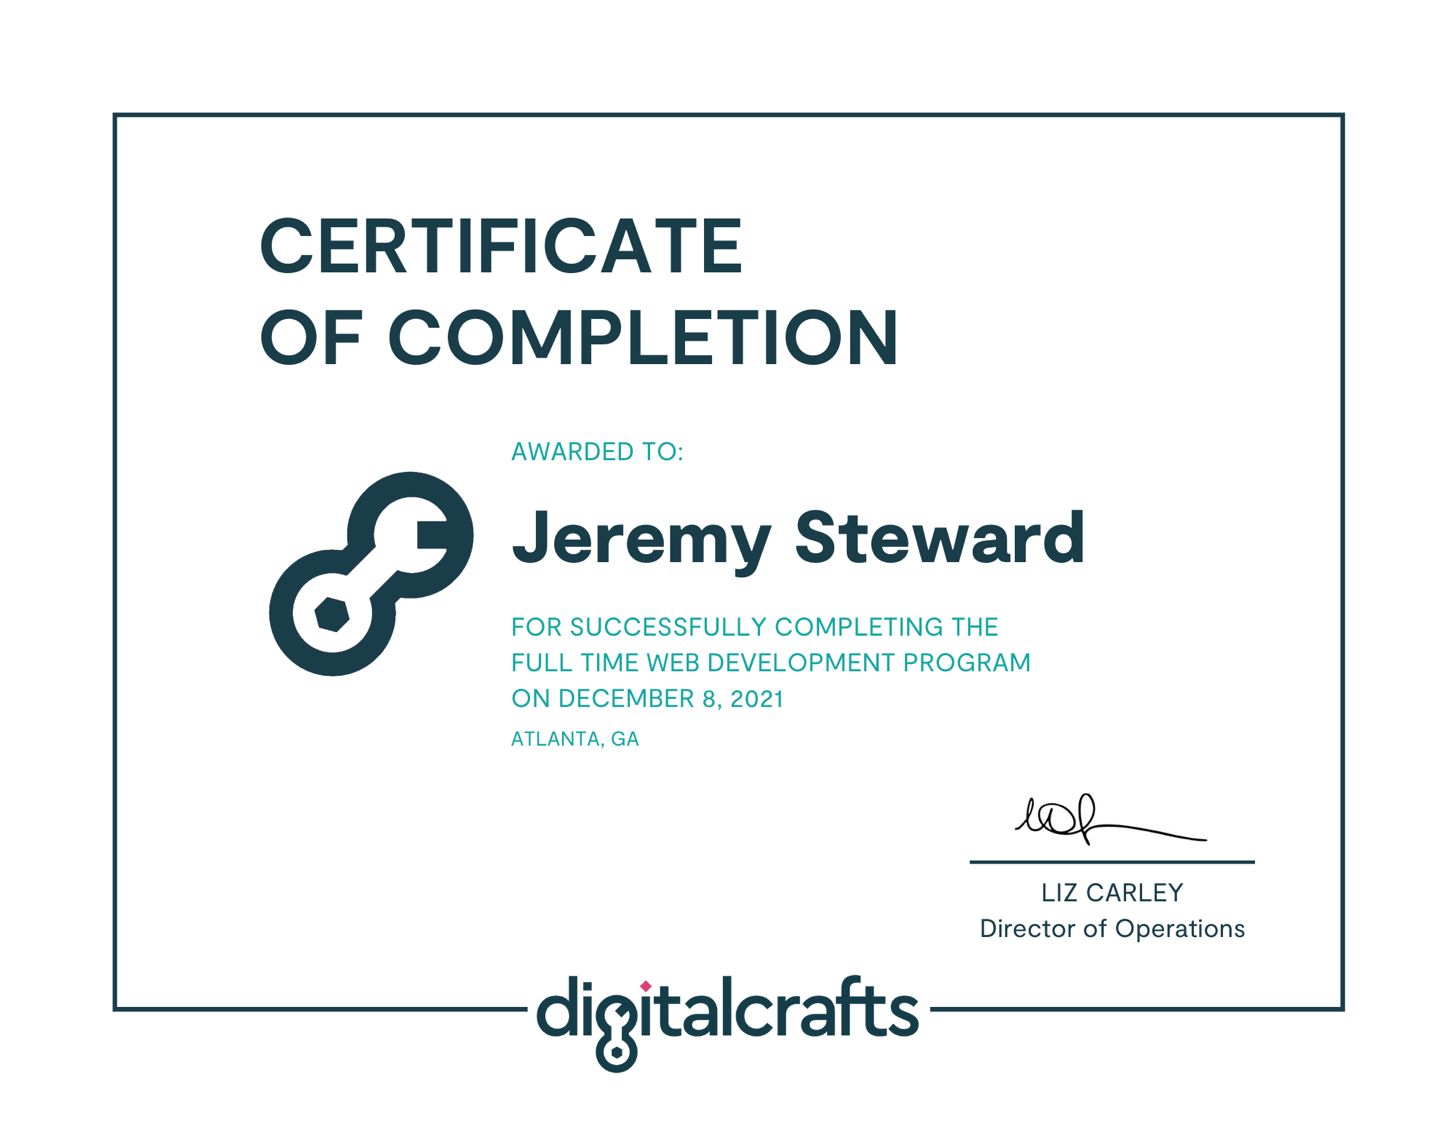 CERTIFICATE
OF COMPLETION
AWARDED TO:
Jeremy Steward
FOR SUCCESSFULLY COMPLETING THE
FULL TIME WEB DEVELOPMENT PROGRAM
ON DECEMBER 8, 2021
ATLANTA, GA
LIZ CARLEY
Director of Operations
digitalcrafts